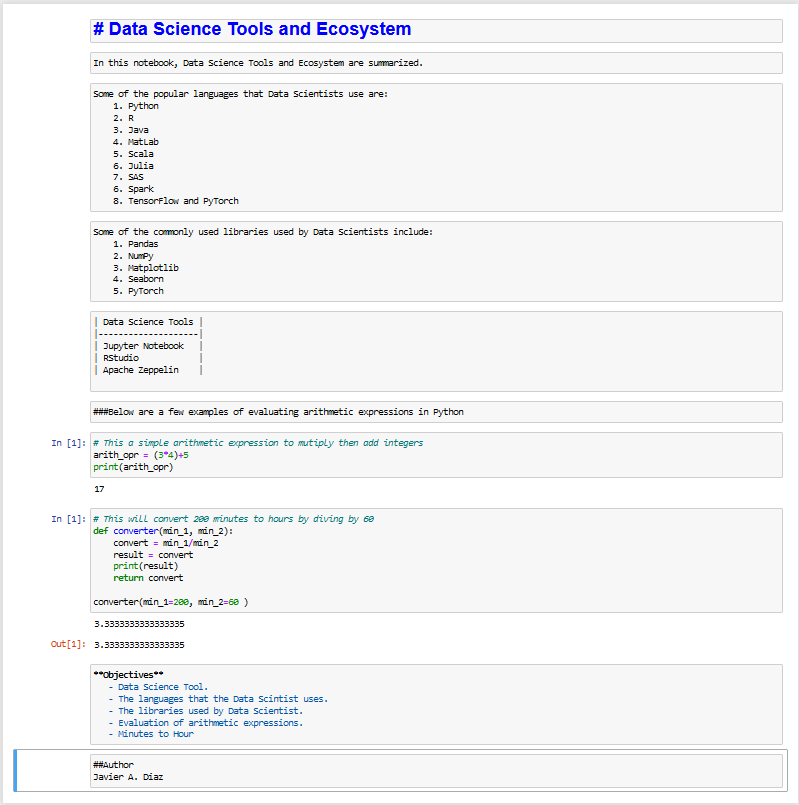 # Data Science Tools and Ecosystem
In this notebook, Data Science Tools and Ecosystem are summarized.
Some of the popular languages that Data Scientists use are:
1. Python
2. R
3. Java
4. MatLab
5. Scala
6. Julia
7. SAS
6. Spark
8. TensorFlow and PyTorch
Some of the commonly used libraries used by Data Scientists include:
1. Pandas
2. NumPy
3. Matplotlib
4. Seaborn
5. PyTorch
| Data Science Tools |
|--------------------|
| Jupyter Notebook |
| RStudio |
| Apache Zeppelin |
###Below are a few examples of evaluating arithmetic expressions in Python
In [1]: # This a simple arithmetic expression to mutiply then add integers
arith_opr = (3*4)+5
print(arith_opr)
17
In [1]: # This will convert 200 minutes to hours by diving by 60
def converter(min_1, min_2):
convert = min_1/min_2
result = convert
print(result)
return convert
converter(min_1=200, min_2=60 )
3.3333333333333335
Out[1]: 3.3333333333333335
**Objectives**
- Data Science Tool.
- The languages that the Data Scintist uses.
- The libraries used by Data Scientist.
- Evaluation of arithmetic expressions.
- Minutes to Hour
##Author
Javier A. Diaz